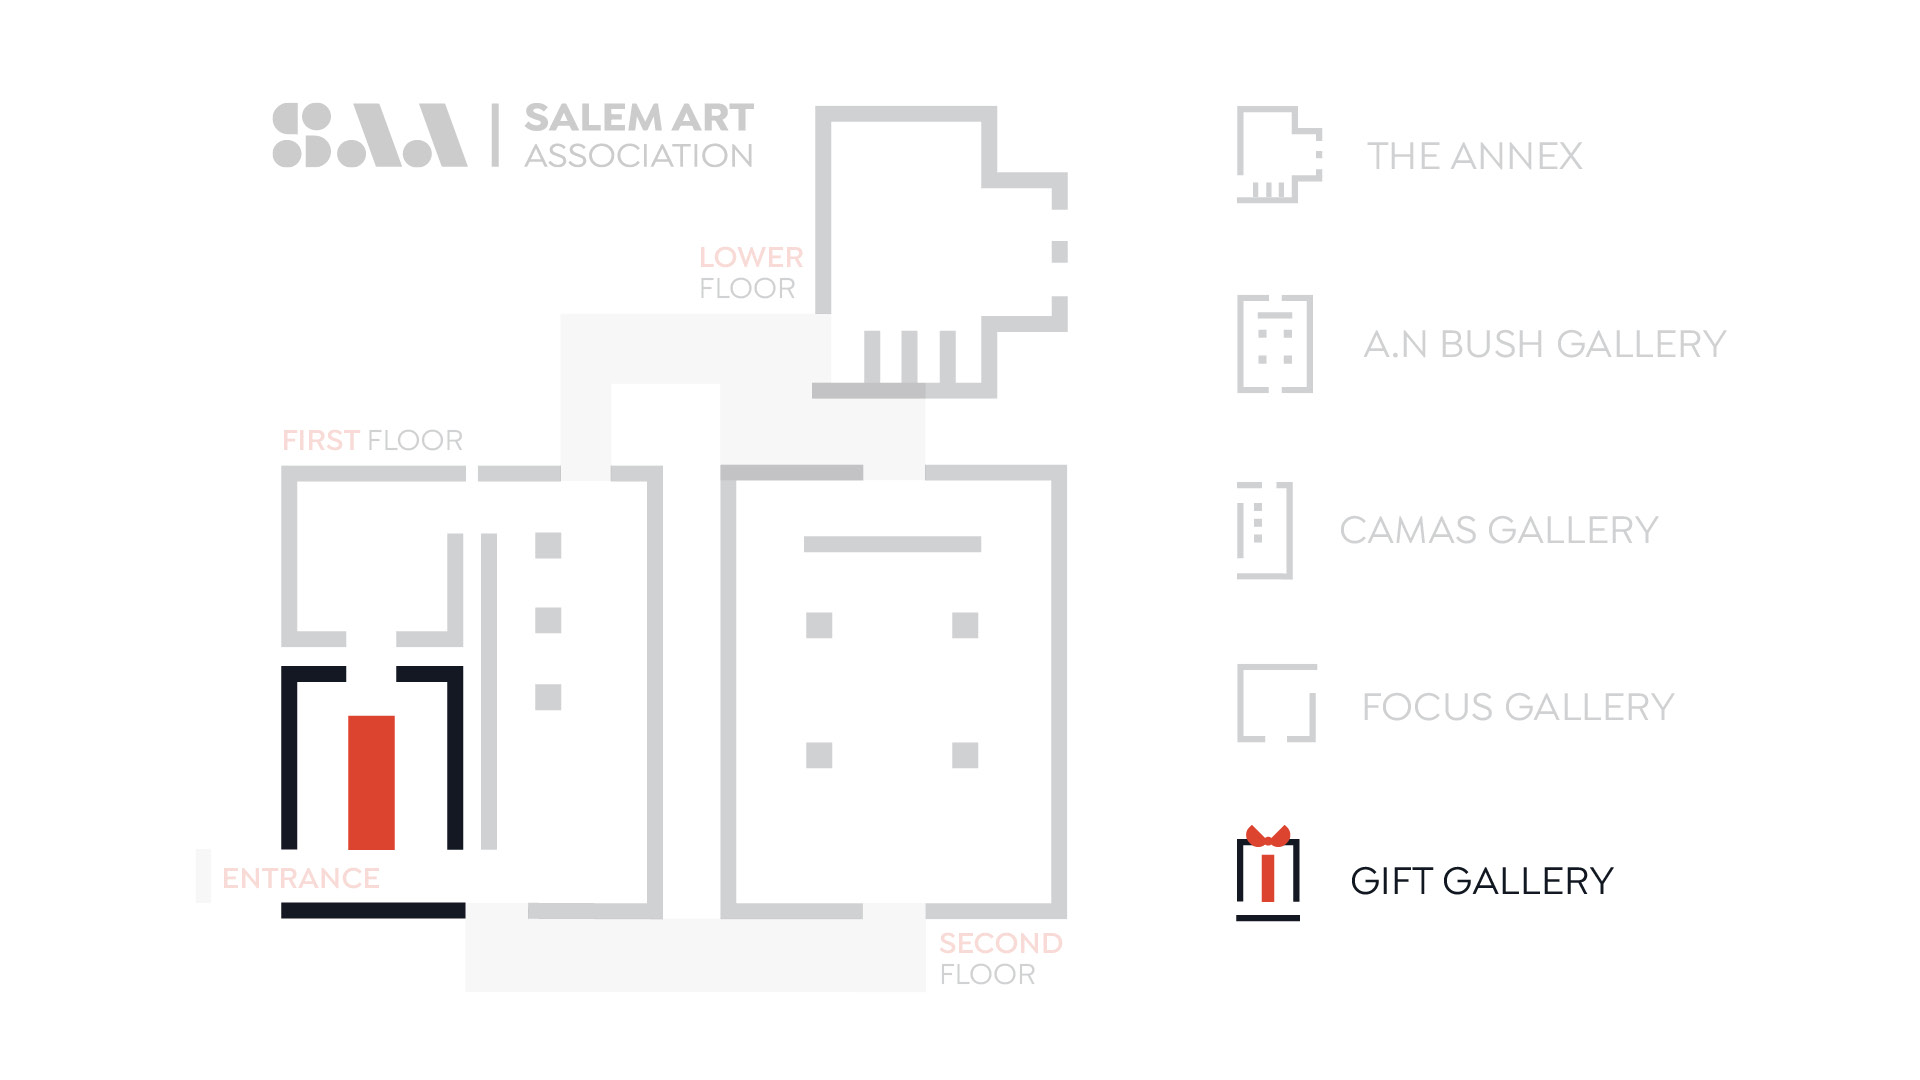 SAA
SALEM ART
ASSOCIATION
LOWER
FLOOR
FIRST FLOOR
ENTRANCE
SECOND
FLOOR
THE ANNEX
A.N BUSH GALLERY
CAMAS GALLERY
FOCUS GALLERY
GIFT GALLERY